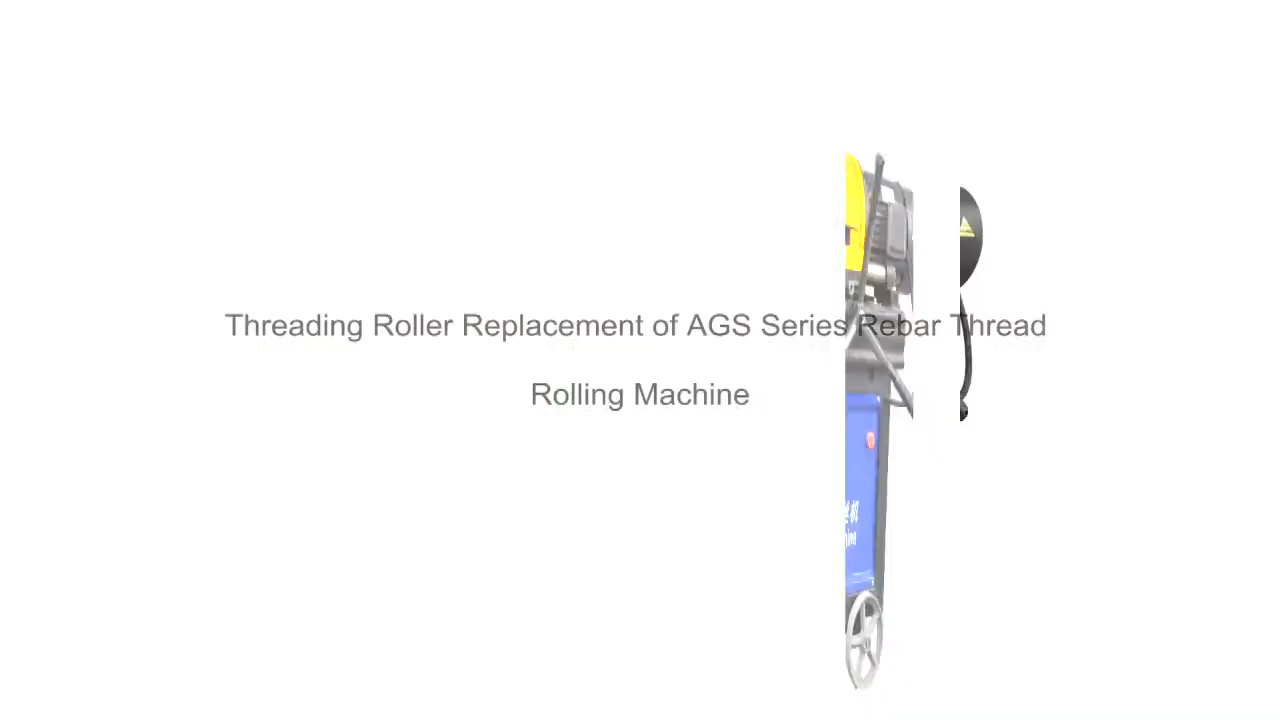 Threading Roller Replacement of AGS Series Rebar Thread
Rolling Machine